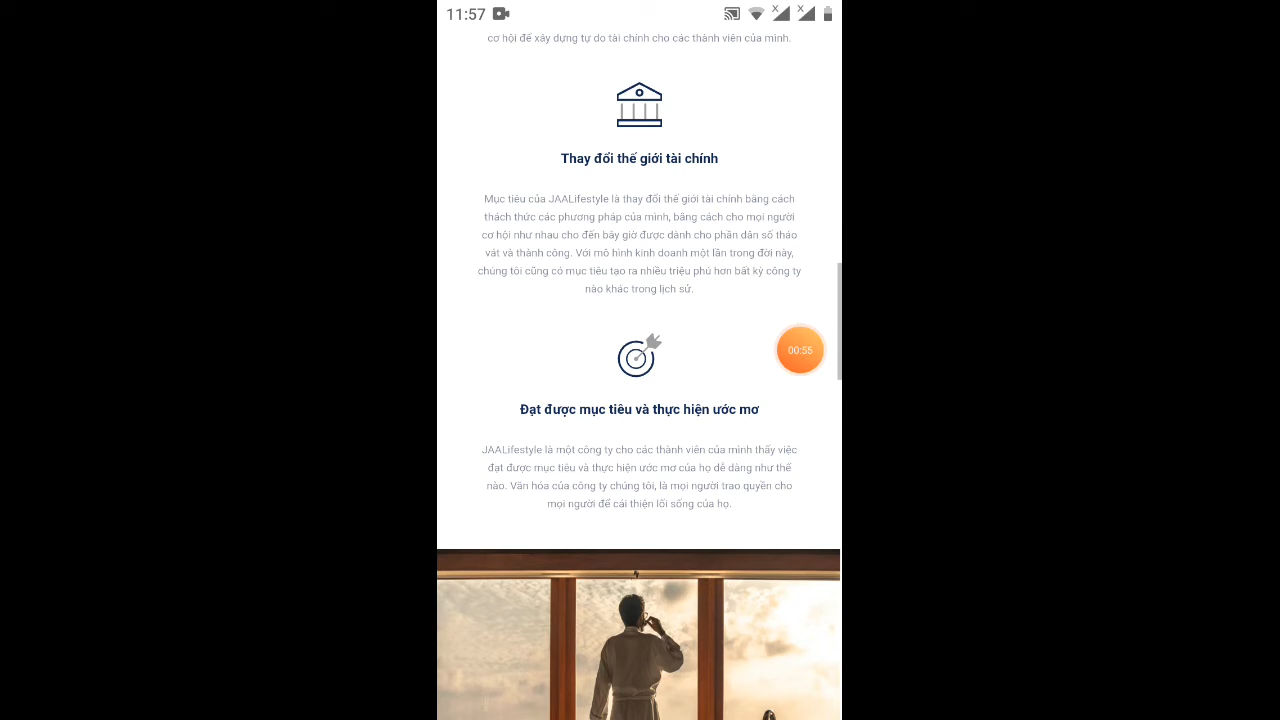 11:57
cơ hội để xây dựng tự do tài chính cho các thành viên của mình.
Thay đổi thế giới tài chính
Mục tiêu của JAALifestyle là thay đổi thế giới tài chính bằng cách
thách thức các phương pháp của mình, bằng cách cho mọi người
cơ hội như nhau cho đến bây giờ được dành cho phần dân số tháo
vát và thành công. Với mô hình kinh doanh một lần trong đời này,
chúng tôi cũng có mục tiêu tạo ra nhiều triệu phú hơn bất kỳ công ty
nào khác trong lịch sử.
00:55
Đạt được mục tiêu và thực hiện ước mơ
JAALifestyle là một công ty cho các thành viên của mình thấy việc
đạt được mục tiêu và thực hiện ước mơ của họ dễ dàng như thế
nào. Văn hóa của công ty chúng tôi, là mọi người trao quyền cho
mọi người để cải thiện lối sống của họ.